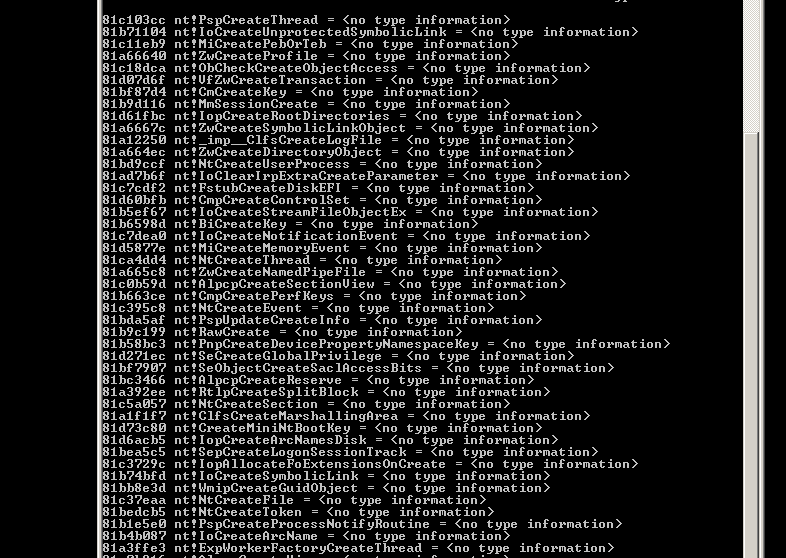 81c103cc nt!PspCreateThread = <no type information>
81b71104 nt!IoCreateUnprotectedSymbolicLink = <no type information>
81c11eb9 nt!MiCreatePebOrTeb = <no type information>
81a66640 nt!ZwCreateProfile = <no type information>
81c18dca nt!ObCheckCreateObjectAccess = <no type information>
81d07d6f nt!VfZwCreateTransaction = <no type information>
81bf87d4 nt!CmCreateKey = <no type information>
81b9d116 nt!MmSessionCreate = <no type information>
81d61fbc nt!IopCreateRootDirectories = <no type information>
81a6667c nt!ZwCreateSymbolicLinkObject = <no type information>
81a12250 nt!_imp__ClfsCreateLogFile = <no type information>
81a664ec nt!ZwCreateDirectoryObject = <no type information>
81bd9ccf nt!NtCreateUserProcess = <no type information>
81ad7b6f nt!IoClearIrpExtraCreateParameter = <no type information>
81c7cdf2 nt!FstubCreateDiskEFI = <no type information>
81d60bfb nt!CmpCreateControlSet = <no type information>
81b5ef67 nt!IoCreateStreamFileObjectEx = <no type information>
81b6598d nt!BiCreateKey = <no type information>
81c7dea0 nt!IoCreateNotificationEvent = <no type information>
81d5877e nt!MiCreateMemoryEvent = <no type information>
81ca4dd4 nt!NtCreateThread = <no type information>
81a665c8 nt!ZwCreateNamedPipeFile = <no type information>
81c0b59d nt!AlpcpCreateSectionView = <no type information>
81b663ce nt!CmpCreatePerfKeys = <no type information>
81c395c8 nt!NtCreateEvent = <no type information>
81bda5af nt!PspUpdateCreateInfo = <no type information>
81b9c199 nt!RawCreate = <no type information>
81b58bc3 nt!PnpCreateDevicePropertyNamespaceKey = <no type information>
81d271ec nt!SeCreateGlobalPrivilege = <no type information>
81bf7907 nt!SeObjectCreateSaclAccessBits = <no type information>
81bc3466 nt!AlpcpCreateReserve = <no type information>
81a392ee nt!RtlpCreateSplitBlock = <no type information>
81c5a057 nt!NtCreateSection = <no type information>
81a1f1f7 nt!ClfsCreateMarshallingArea = <no type information>
81d73c80 nt!CreateMiniNtBootKey = <no type information>
81d6acb5 nt!IopCreateArcNamesDisk = <no type information>
81bea5c5 nt!SepCreateLogonSessionTrack = <no type information>
81c3729c nt!IopAllocateFoExtensionsOnCreate = <no type information>
81b74bfd nt!IoCreateSymbolicLink = <no type information>
81bb8e3d nt!WmipCreateGuidObject = <no type information>
81c37eaa nt!NtCreateFile = <no type information>
81bedcb5 nt!NtCreateToken = <no type information>
81b1e5e0 nt!PspCreateProcessNotifyRoutine = <no type information>
81b4b087 nt!IoCreateArcName = <no type information>
81a3ffe3 nt!ExpWorkerFactoryCreateThread = <no type information>